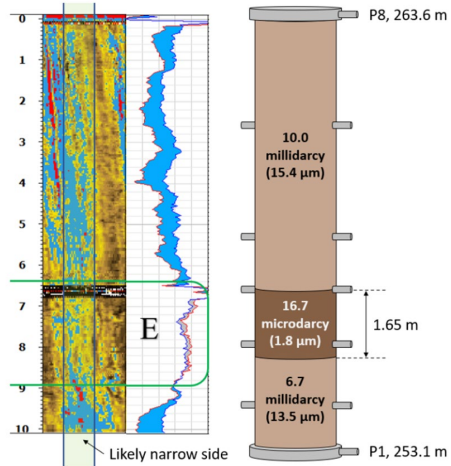 0
1
2
3
4
5
6
7
8
9
10
E
Likely narrow side
P8, 263.6 m
10.0
millidarcy
(15.4 µm)
16.7
microdarcy
(1.8 µm)
1.65 m
6.7
millidarcy
(13.5 µm)
P1, 253.1 m